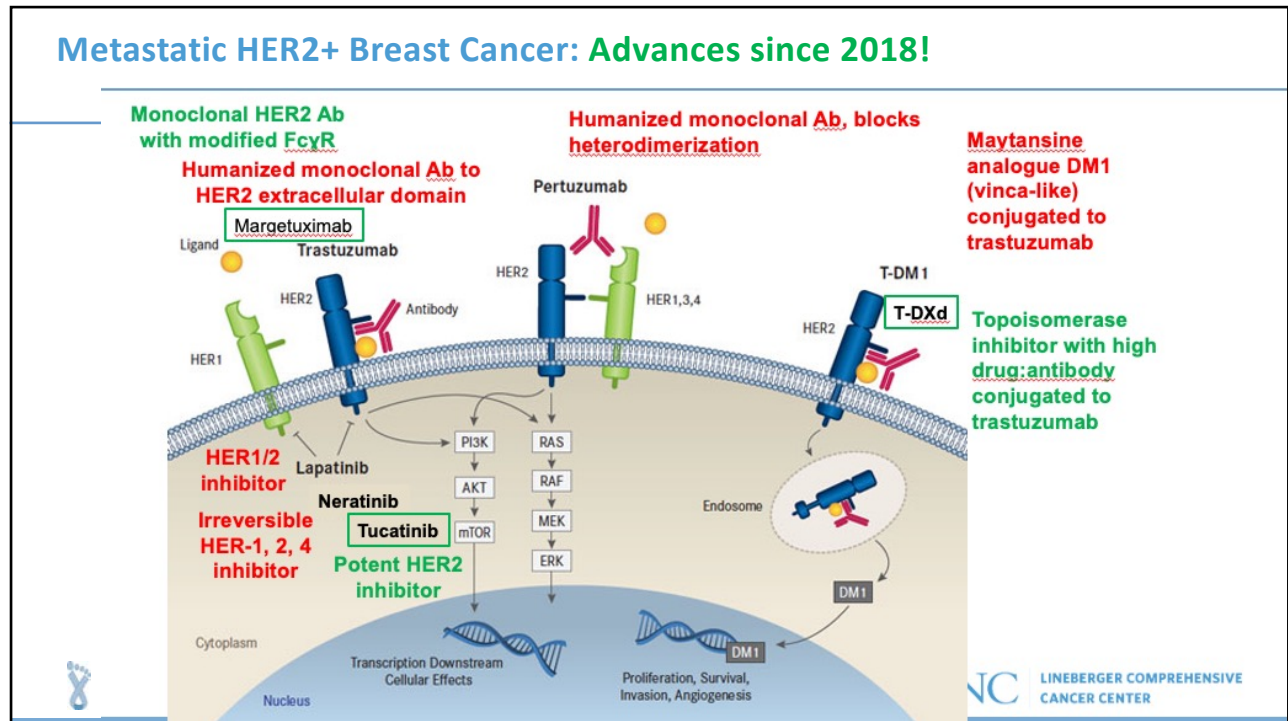 Metastatic HER2+ Breast Cancer: Advances since 2018!
Monoclonal HER2 Ab
with modified FcɣR
Humanized monoclonal Ab to
HER2 extracellular domain
Margetuximab
Ligand
Trastuzumab
HER2
Antibody
HER1
Humanized monoclonal Ab, blocks
heterodimerization
Pertuzumab
HER2
HER1,3,4
Maytansine
analogue DM1
(vinca-like)
conjugated to
trastuzumab
T-DM1
T-DXd
HER2
Topoisomerase
inhibitor with high
drug:antibody
conjugated to
trastuzumab
HER1/2
inhibitor
Lapatinib
Neratinib
Irreversible
HER-1, 2, 4
inhibitor
Tucatinib
Potent HER2
inhibitor
PI3K
AKT
mTOR
RAS
RAF
MEK
ERK
Endosome
DM1
DM1
Cytoplasm
Transcription Downstream
Cellular Effects
Proliferation, Survival,
Invasion, Angiogenesis
Nucleus
NC
LINEBERGER COMPREHENSIVE
CANCER CENTER